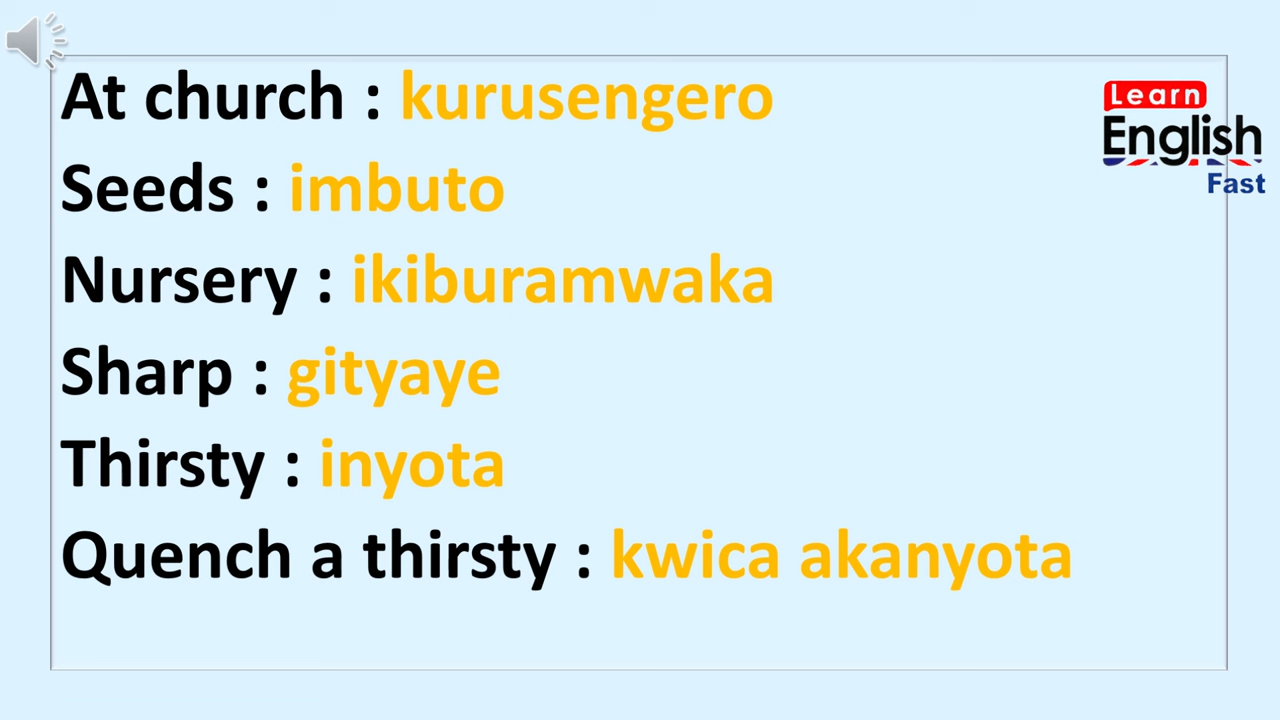 At church : kurusengero
Seeds : imbuto
Nursery : ikiburamwaka
Sharp : gityaye
Thirsty : inyota
Quench a thirsty : kwica akanyota
Learn
English
Fast